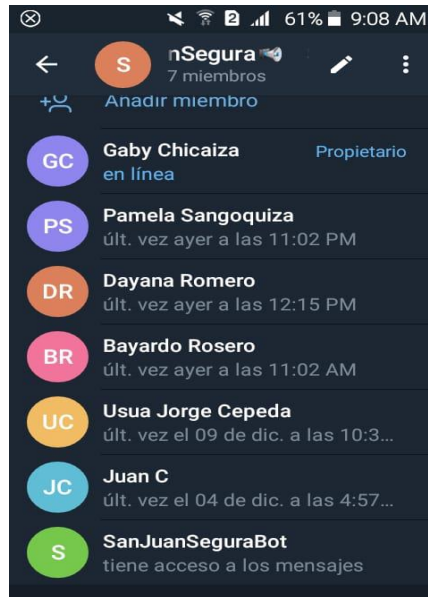 2 61% 9:08 AM
S nSegura
7 miembros
Añadir miembro
GC Gaby Chicaiza Propietario
en línea
PS Pamela Sangoquiza
últ. vez ayer a las 11:02 PM
DR Dayana Romero
últ. vez ayer a las 12:15 PM
BR Bayardo Rosero
últ. vez ayer a las 11:02 AM
UC Usua Jorge Cepeda
últ. vez el 09 de dic. a las 10:3...
JC Juan C
últ. vez el 04 de dic. a las 4:57...
S SanJuanSeguraBot
tiene acceso a los mensajes